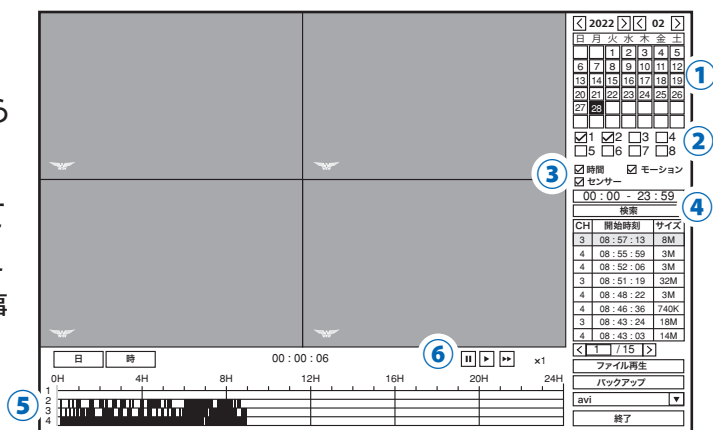 ら
事
2022 02
日 月 火 水 木 金 土
1 2 3 4 5
6 7 8 9 10 11 12
13 14 15 16 17 18 19
20 21 22 23 24 25 26
27 28
①
1 2 3 4
5 6 7 8
②
③
時間 モーション
センサー
00 : 00 - 23 : 59
④
検索
CH 開始時刻 サイズ
3 08 : 57 : 13 8M
4 08 : 55 : 59 3M
4 08 : 52 : 06 3M
3 08 : 51 : 19 32M
4 08 : 48 : 22 3M
4 08 : 46 : 36 740K
3 08 : 43 : 24 18M
4 08 : 43 : 03 14M
1 / 15
ファイル再生
バックアップ
avi
終了
日 時 00 : 00 : 06 ⑥ ×1
0H 4H 8H 12H 16H 20H 24H
⑤
1
2
3
4